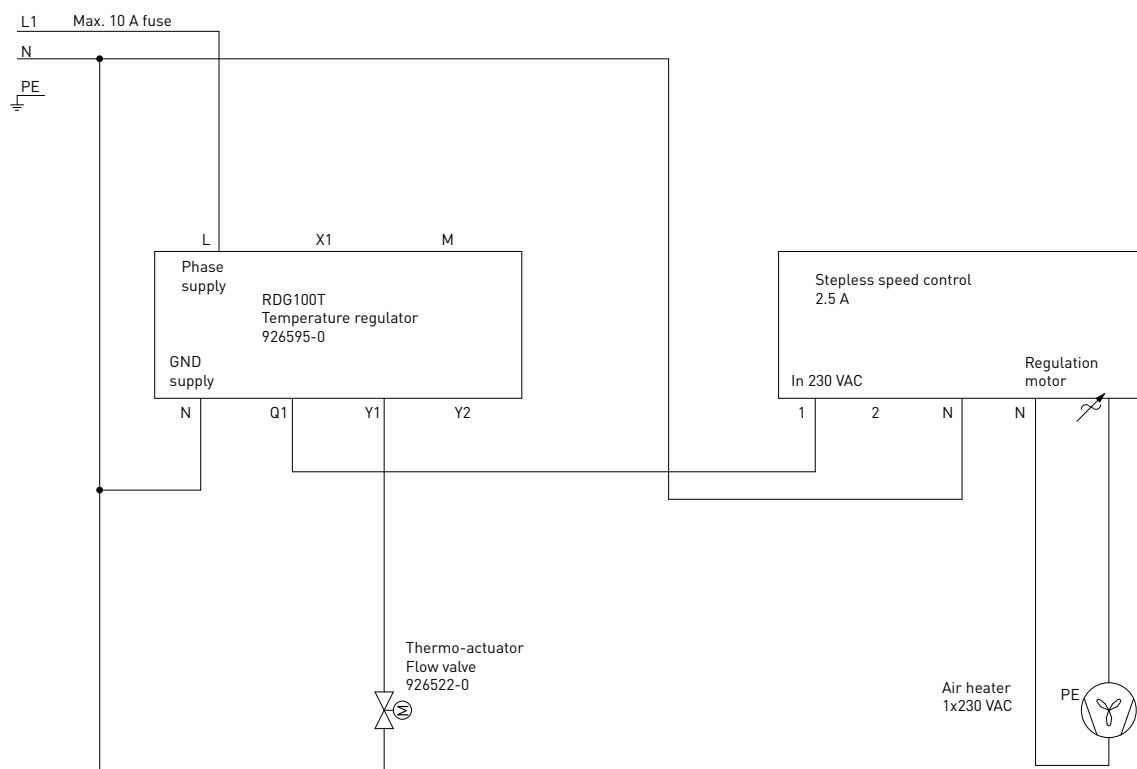 L1 Max. 10 A fuse
N
PE
L X1 M
Phase
supply
RDG100T
Temperature regulator
926595-0
GND
supply
N Q1 Y1 Y2
Stepless speed control
2.5 A
In 230 VAC
Regulation
motor
1 2 N N
Thermo-actuator
Flow valve
926522-0
M
Air heater
1x230 VAC
PE